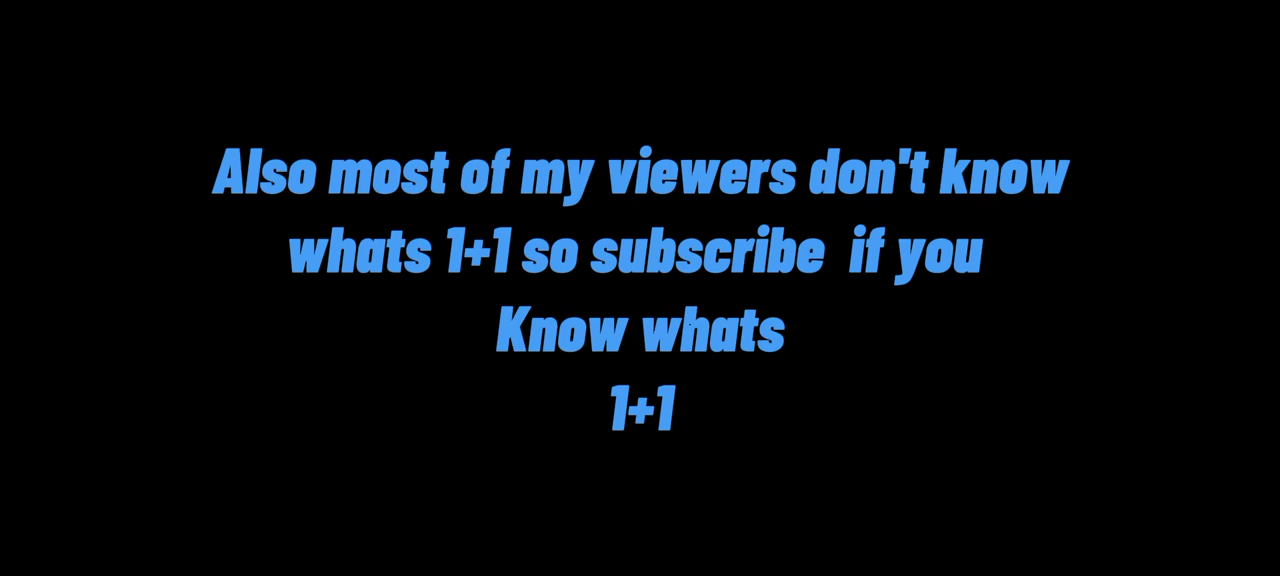 Also most of my viewers don't know
whats 1+1 so subscribe  if you
Know whats
1+1